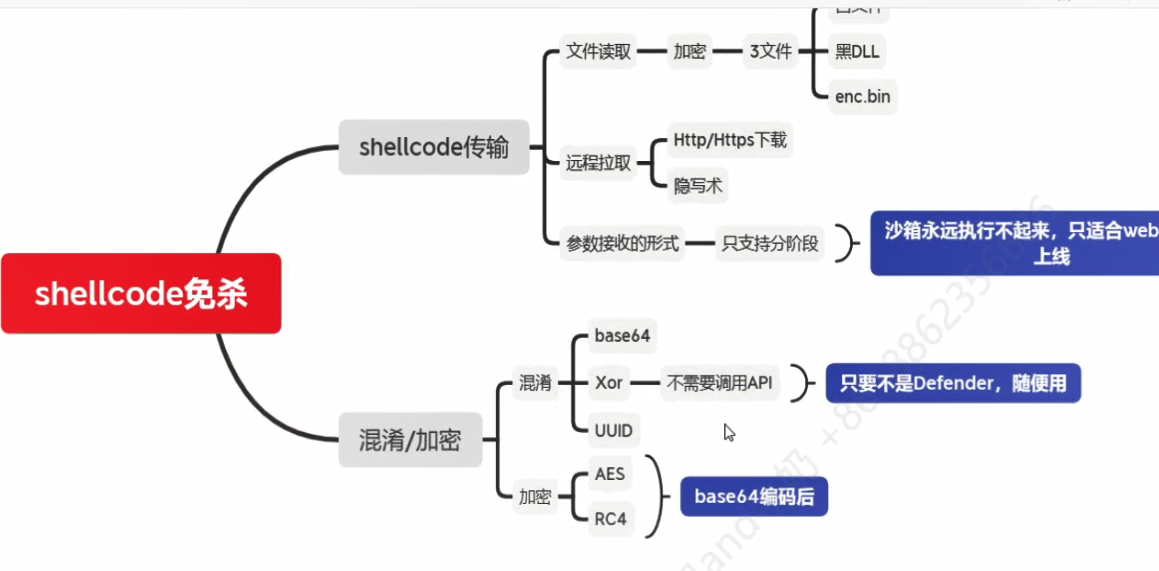 文件读取
加密
3文件
白文件
黑DLL
enc.bin
shellcode传输
远程拉取
Http/Https下载
隐写术
参数接收的形式
只支持分阶段
沙箱永远执行不起来，只适合web
上线
shellcode免杀
混淆/加密
混淆
base64
Xor
不需要调用API
只要不是Defender，随便用
UUID
加密
AES
RC4
base64编码后